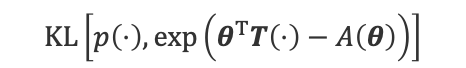 KL[p(·), exp(𝜽ᵀ𝑻(·) − A(𝜽))]